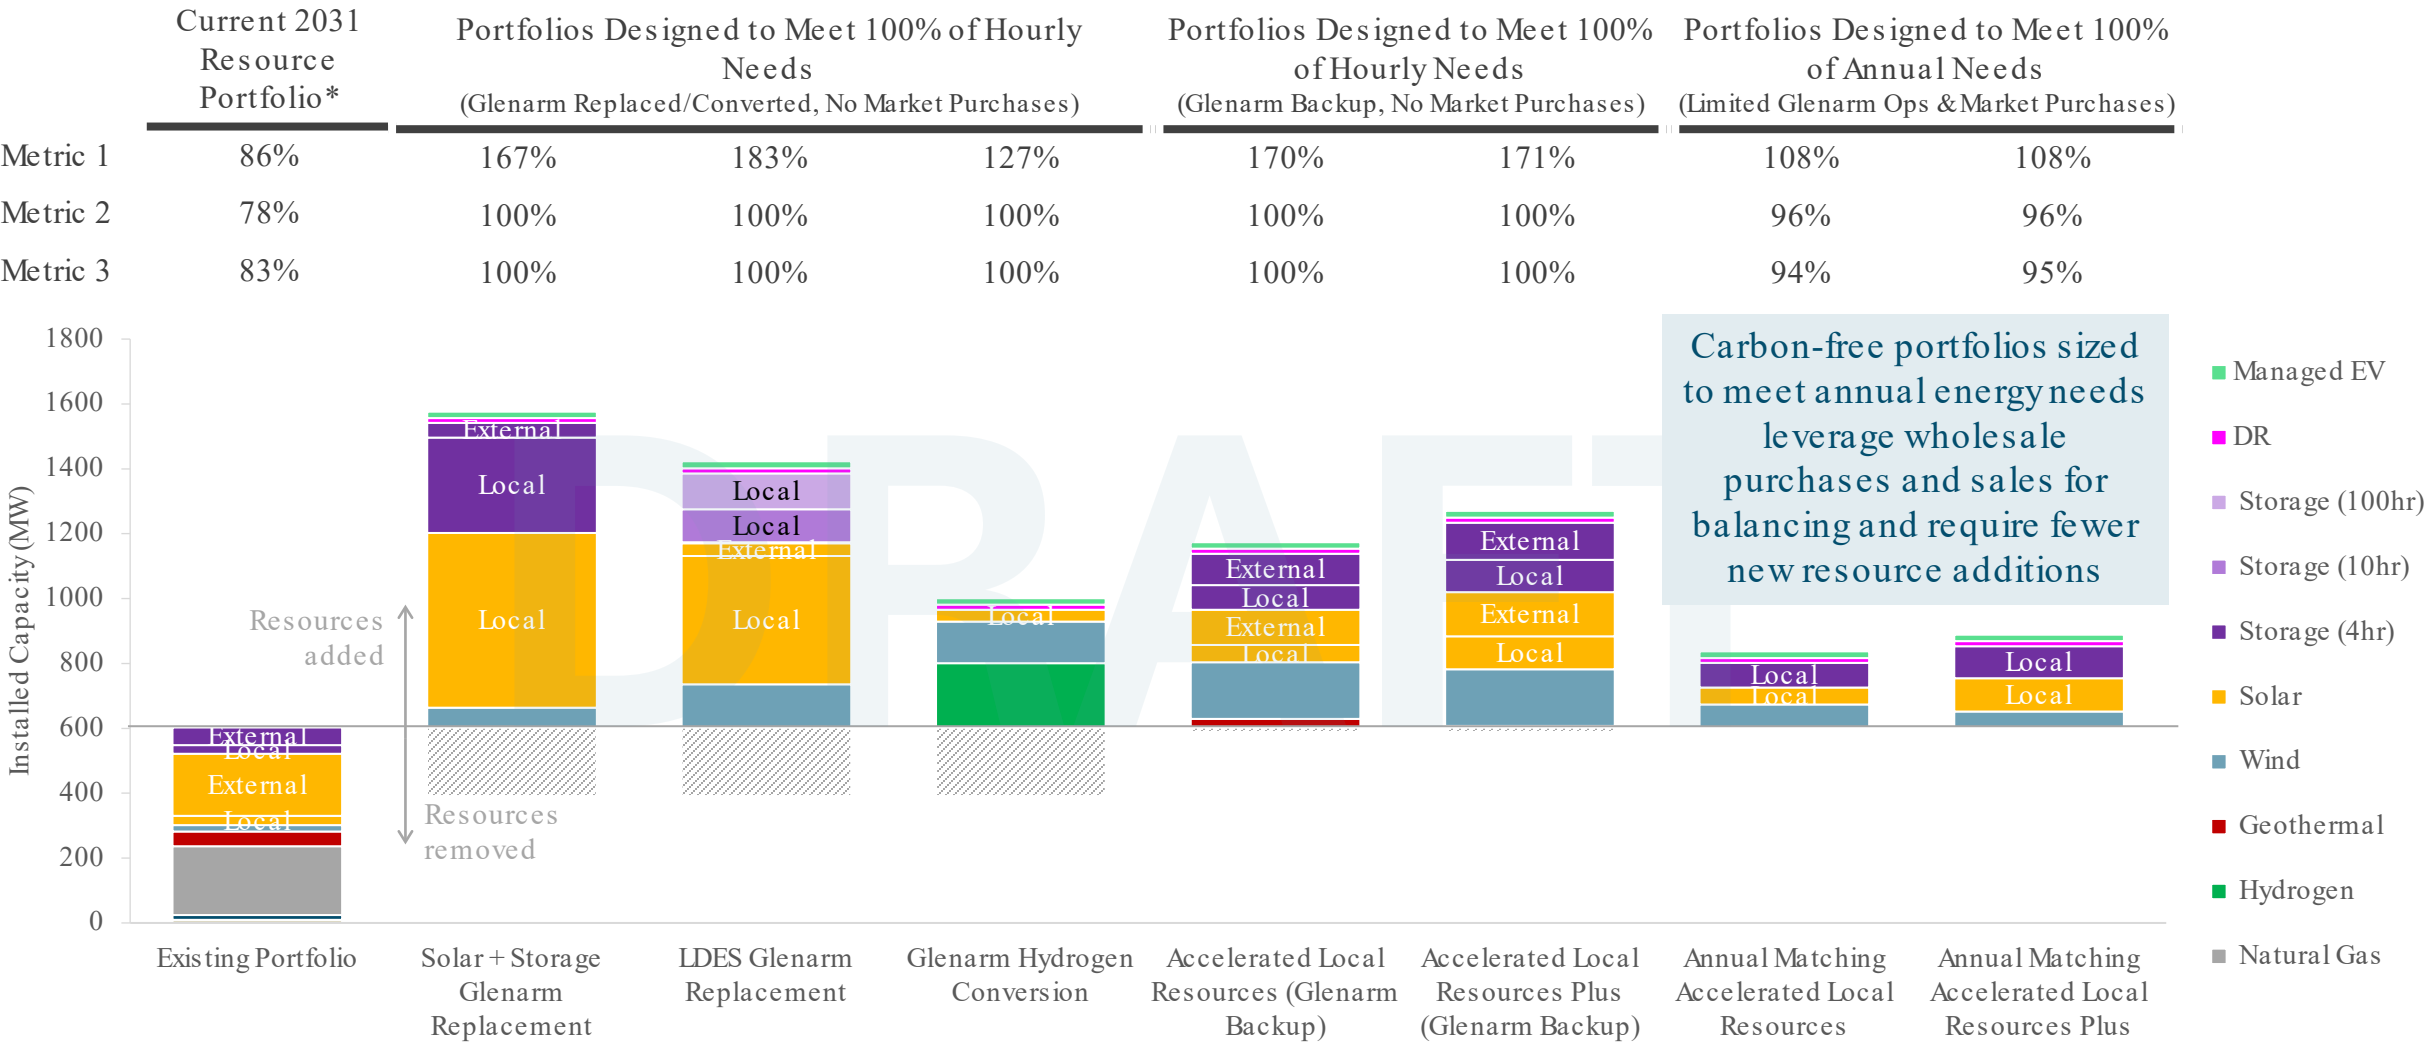 Current 2031
Resource
Portfolio*
Portfolios Designed to Meet 100% of Hourly
Needs
(Glenarm Replaced/Converted, No Market Purchases)
Portfolios Designed to Meet 100%
of Hourly Needs
(Glenarm Backup, No Market Purchases)
Portfolios Designed to Meet 100%
of Annual Needs
(Limited Glenarm Ops & Market Purchases)
Metric 1 86% 167% 183% 127% 170% 171% 108% 108%
Metric 2 78% 100% 100% 100% 100% 100% 96% 96%
Metric 3 83% 100% 100% 100% 100% 100% 94% 95%
Installed Capacity (MW)
1800
1600
1400
1200
1000
800
600
400
200
0
DRAFT
Resources
added
Resources
removed
External
Local
External
Local
External
Local
Local
Local
Local
External
Local
Local
External
Local
External
Local
External
Local
External
Local
Local
Local
Local
Local
Carbon-free portfolios sized
to meet annual energy needs
leverage wholesale
purchases and sales for
balancing and require fewer
new resource additions
Managed EV
DR
Storage (100hr)
Storage (10hr)
Storage (4hr)
Solar
Wind
Geothermal
Hydrogen
Natural Gas
Existing Portfolio
Solar + Storage
Glenarm
Replacement
LDES Glenarm
Replacement
Glenarm Hydrogen
Conversion
Accelerated Local
Resources (Glenarm
Backup)
Accelerated Local
Resources Plus
(Glenarm Backup)
Annual Matching
Accelerated Local
Resources
Annual Matching
Accelerated Local
Resources Plus